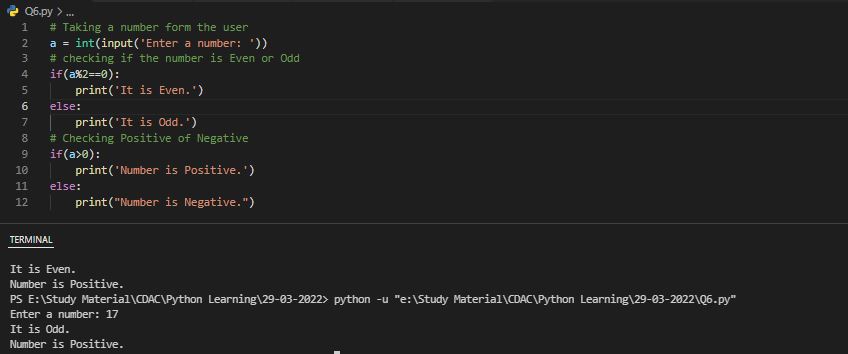 Q6.py > ...
1 # Taking a number form the user
2 a = int(input('Enter a number: '))
3 # checking if the number is Even or Odd
4 if(a%2==0):
5     print('It is Even.')
6 else:
7     print('It is Odd.')
8 # Checking Positive of Negative
9 if(a>0):
10     print('Number is Positive.')
11 else:
12     print("Number is Negative.")
TERMINAL
It is Even.
Number is Positive.
PS E:\Study Material\CDAC\Python Learning\29-03-2022> python -u "e:\Study Material\CDAC\Python Learning\29-03-2022\Q6.py"
Enter a number: 17
It is Odd.
Number is Positive.